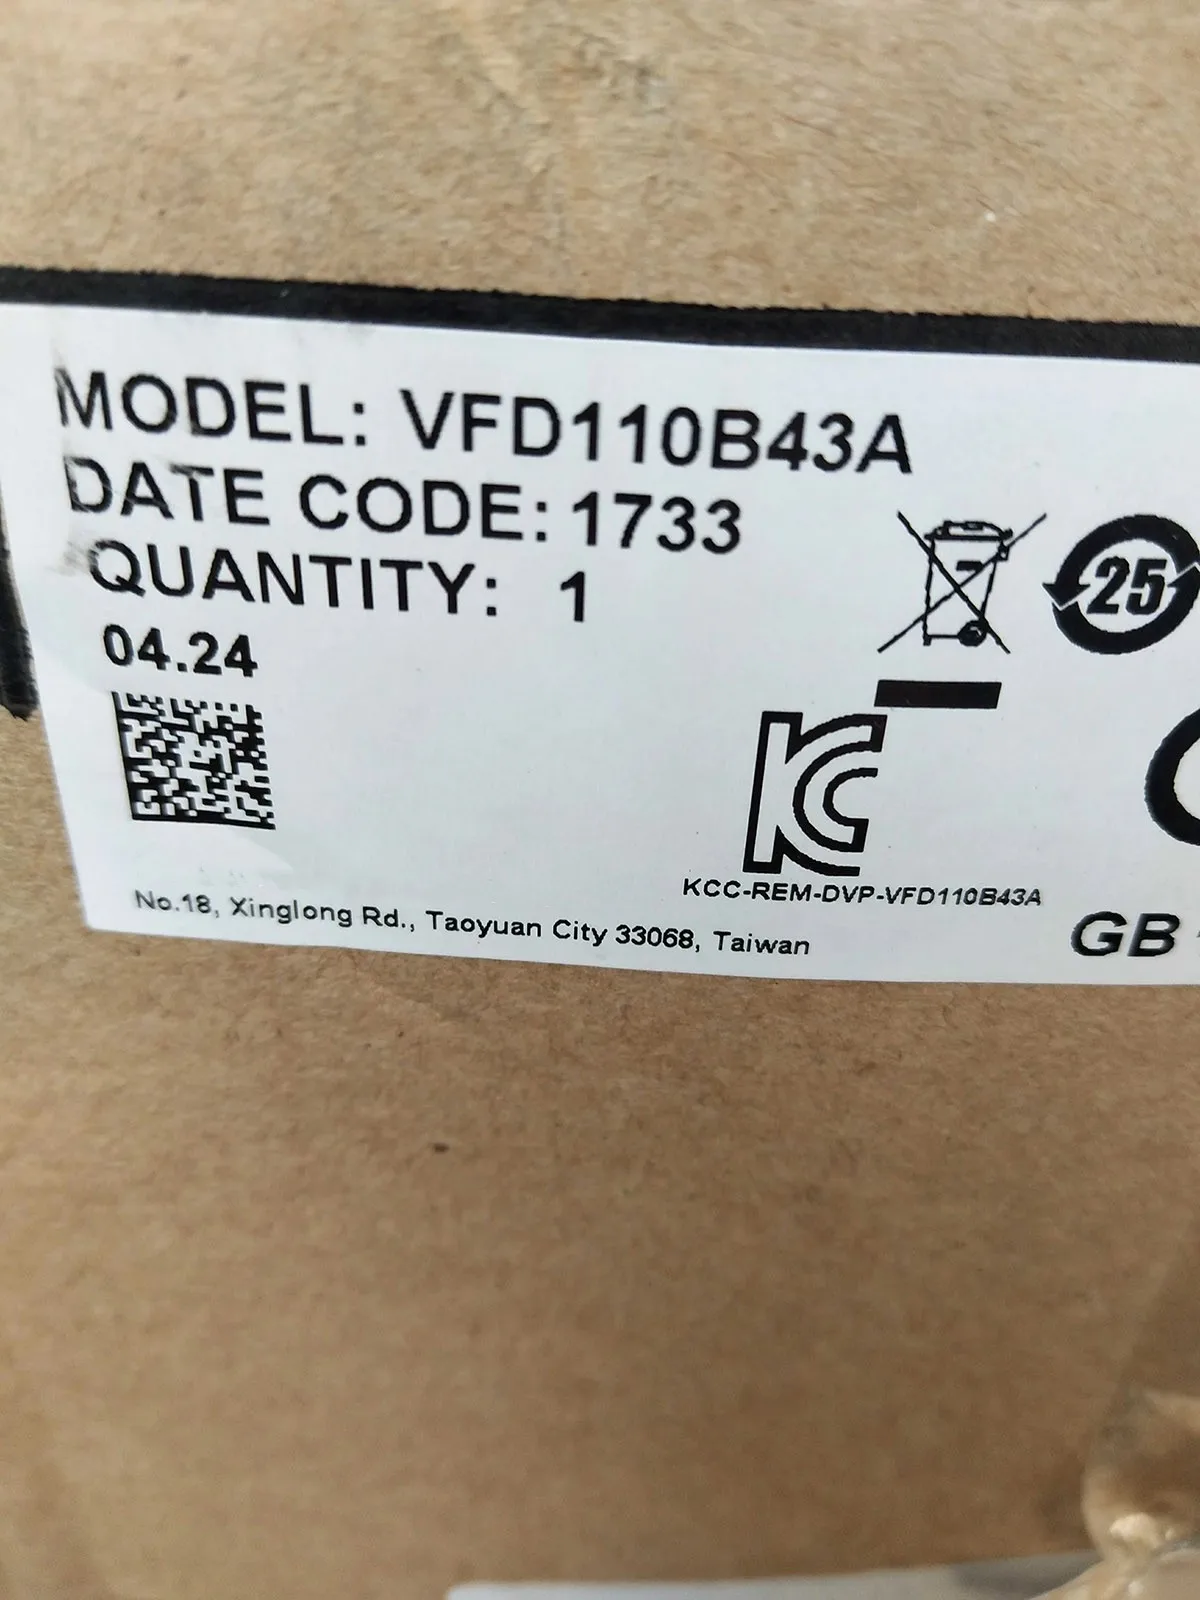 MODEL: VFD110B43A
DATE CODE: 1733
QUANTITY: 1
04.24
25
KC
KCC-REM-DVP-VFD110B43A
No.18, Xinglong Rd., Taoyuan City 33068, Taiwan
GB